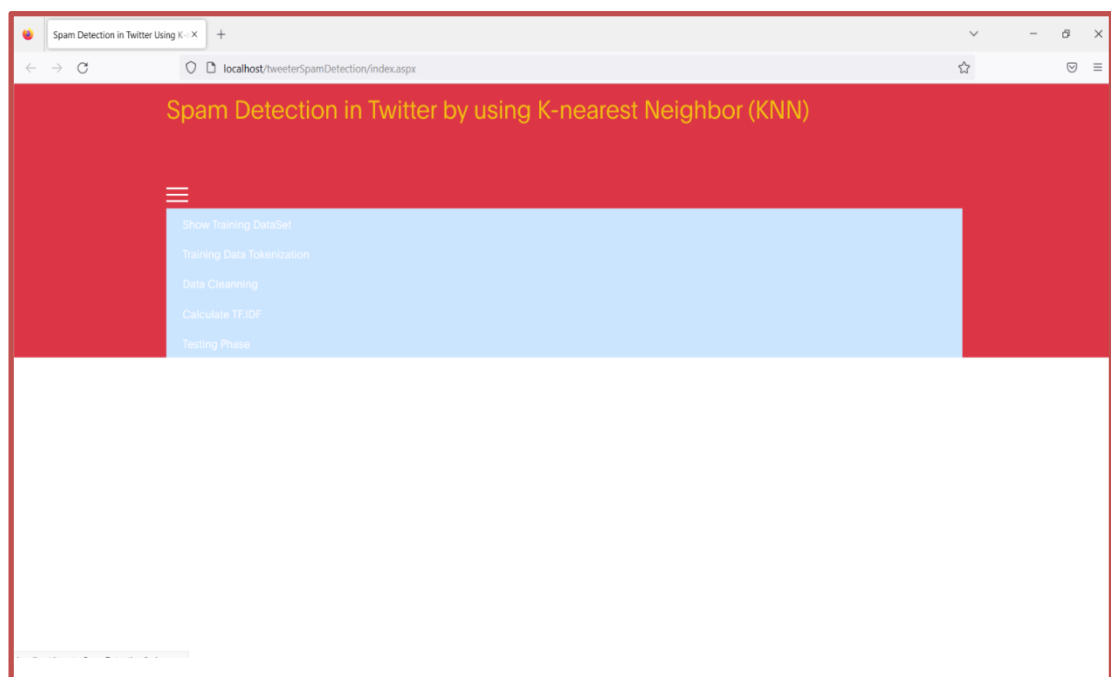 Spam Detection in Twitter Using K-
localhost/tweeterSpamDetection/index.aspx
Spam Detection in Twitter by using K-nearest Neighbor (KNN)
Show Training DataSet
Training Data Tokenization
Data Cleanning
Calculate TF.IDF
Testing Phase